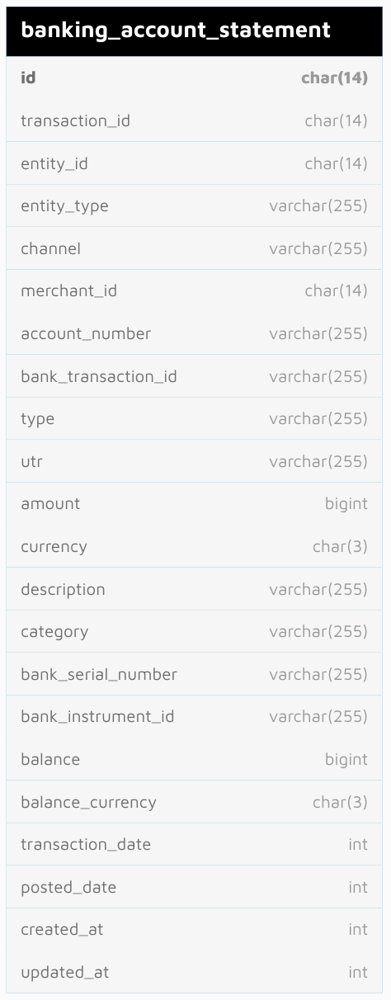 banking_account_statement
id char(14)
transaction_id char(14)
entity_id char(14)
entity_type varchar(255)
channel varchar(255)
merchant_id char(14)
account_number varchar(255)
bank_transaction_id varchar(255)
type varchar(255)
utr varchar(255)
amount bigint
currency char(3)
description varchar(255)
category varchar(255)
bank_serial_number varchar(255)
bank_instrument_id varchar(255)
balance bigint
balance_currency char(3)
transaction_date int
posted_date int
created_at int
updated_at int